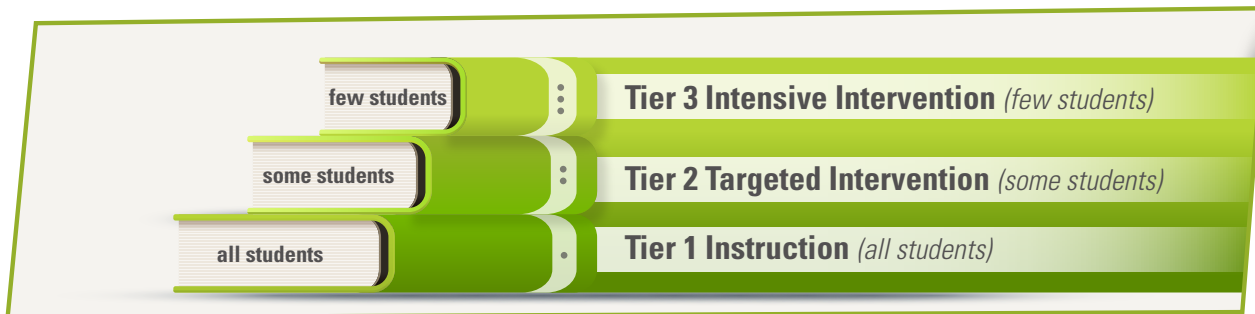 few students
Tier 3 Intensive Intervention (few students)
some students
Tier 2 Targeted Intervention (some students)
all students
Tier 1 Instruction (all students)